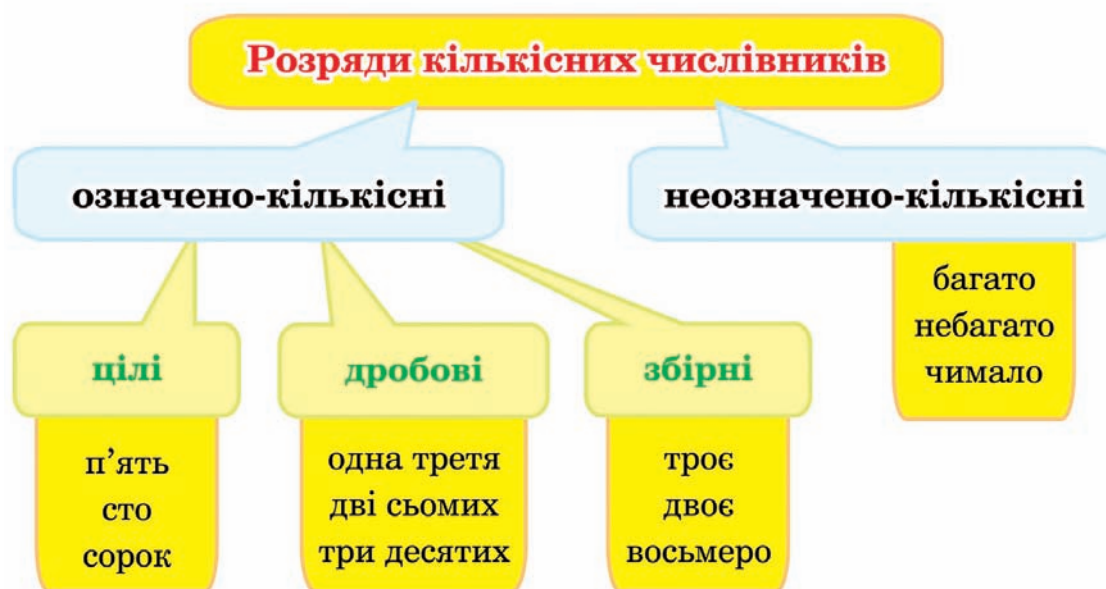 Розряди кількісних числівників
означено-кількісні
неозначено-кількісні
багато
небагато
чимало
цілі
дробові
збірні
п’ять
сто
сорок
одна третя
дві сьомих
три десятих
троє
двоє
восьмеро